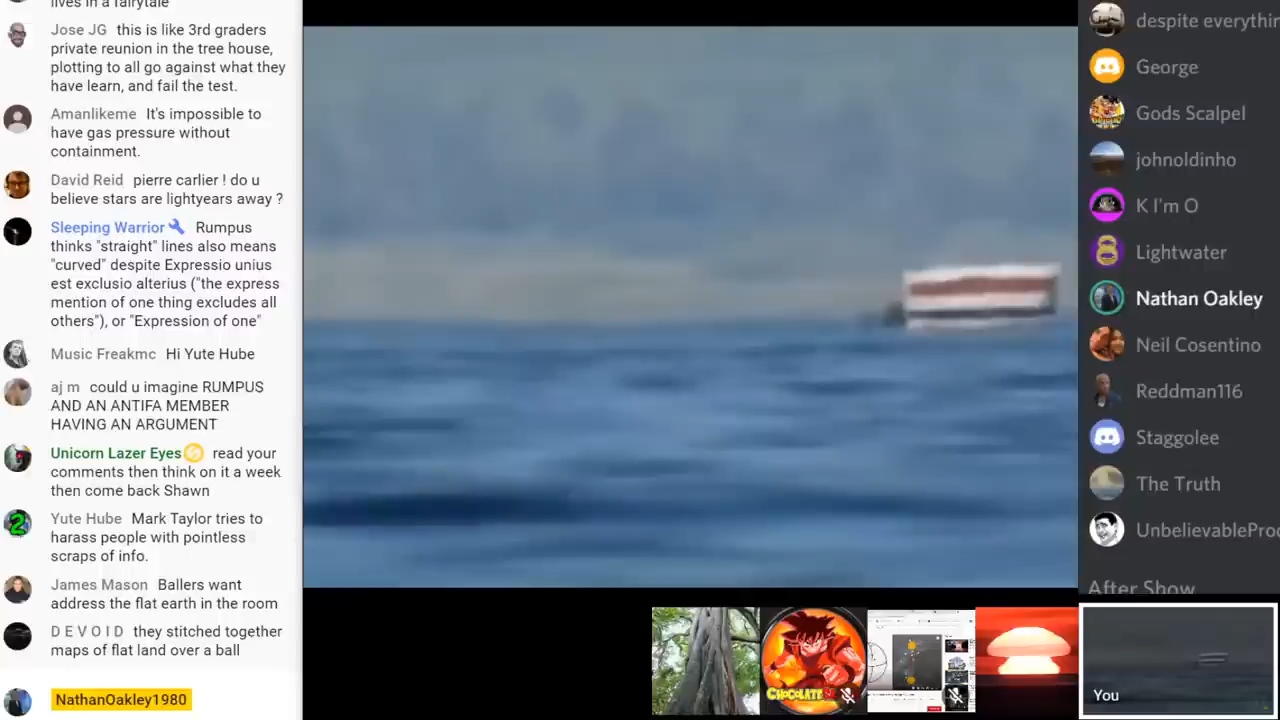 lives in a fairytale
Jose JG this is like 3rd graders
private reunion in the tree house,
plotting to all go against what they
have learn, and fail the test.
Amanlikeme It's impossible to
have gas pressure without
containment.
David Reid pierre carlier ! do u
believe stars are lightyears away ?
Sleeping Warrior Rumpus
thinks "straight" lines also means
"curved" despite Expressio unius
est exclusio alterius ("the express
mention of one thing excludes all
others"), or "Expression of one"
Music Freakmc Hi Yute Hube
aj m could u imagine RUMPUS
AND AN ANTIFA MEMBER
HAVING AN ARGUMENT
Unicorn Lazer Eyes read your
comments then think on it a week
then come back Shawn
2
Yute Hube Mark Taylor tries to
harass people with pointless
scraps of info.
James Mason Ballers want
address the flat earth in the room
D E V O I D they stitched together
maps of flat land over a ball
NathanOakley1980
CHOCOLATE
despite everythin
George
Gods Scalpel
johnoldinho
K I'm O
Lightwater
Nathan Oakley
Neil Cosentino
Reddman116
Staggolee
The Truth
UnbelievablePro
After Show
You